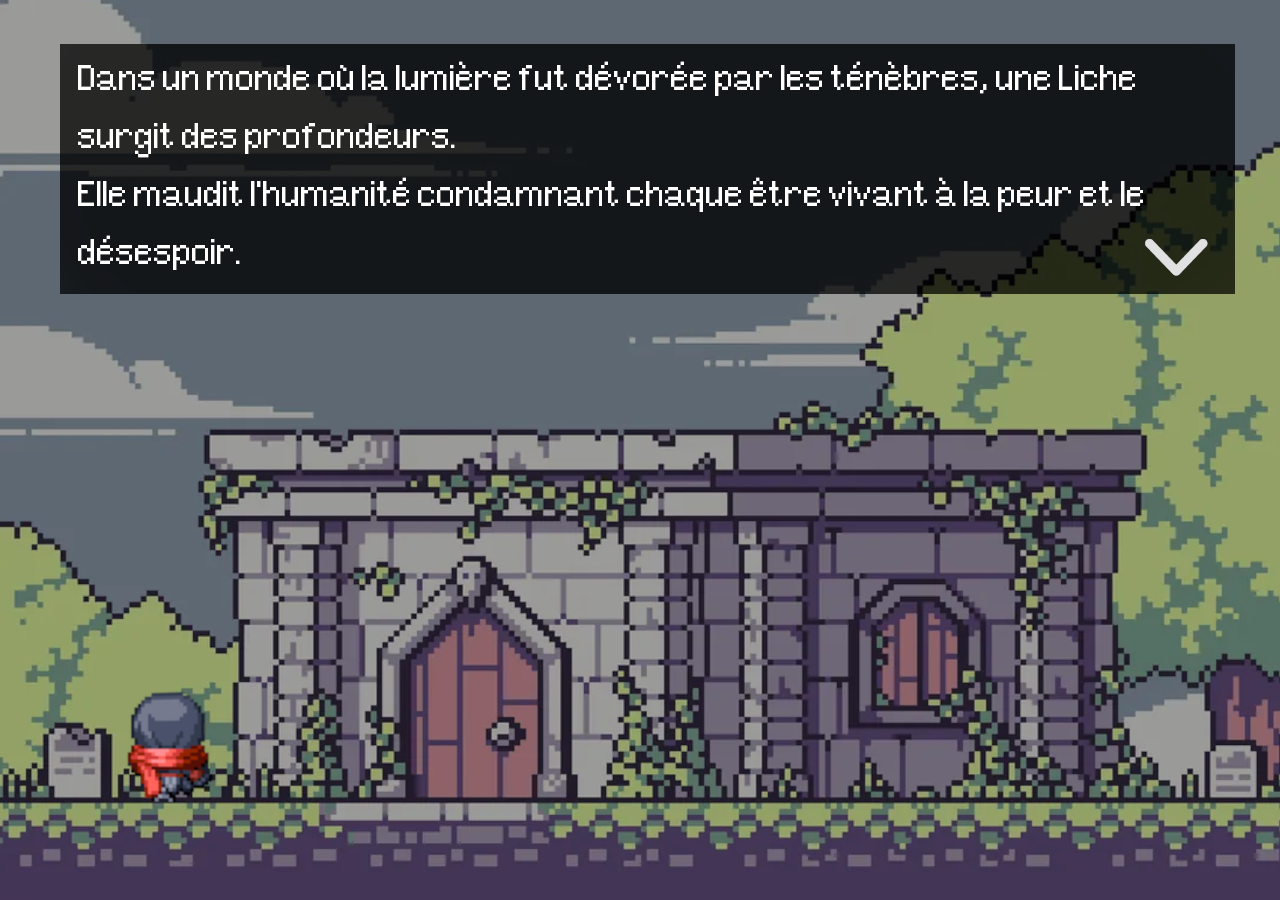 Dans un monde où la lumière fut dévorée par les ténèbres, une Liche
surgit des profondeurs.
Elle maudit l'humanité condamnant chaque être vivant à la peur et le
désespoir.